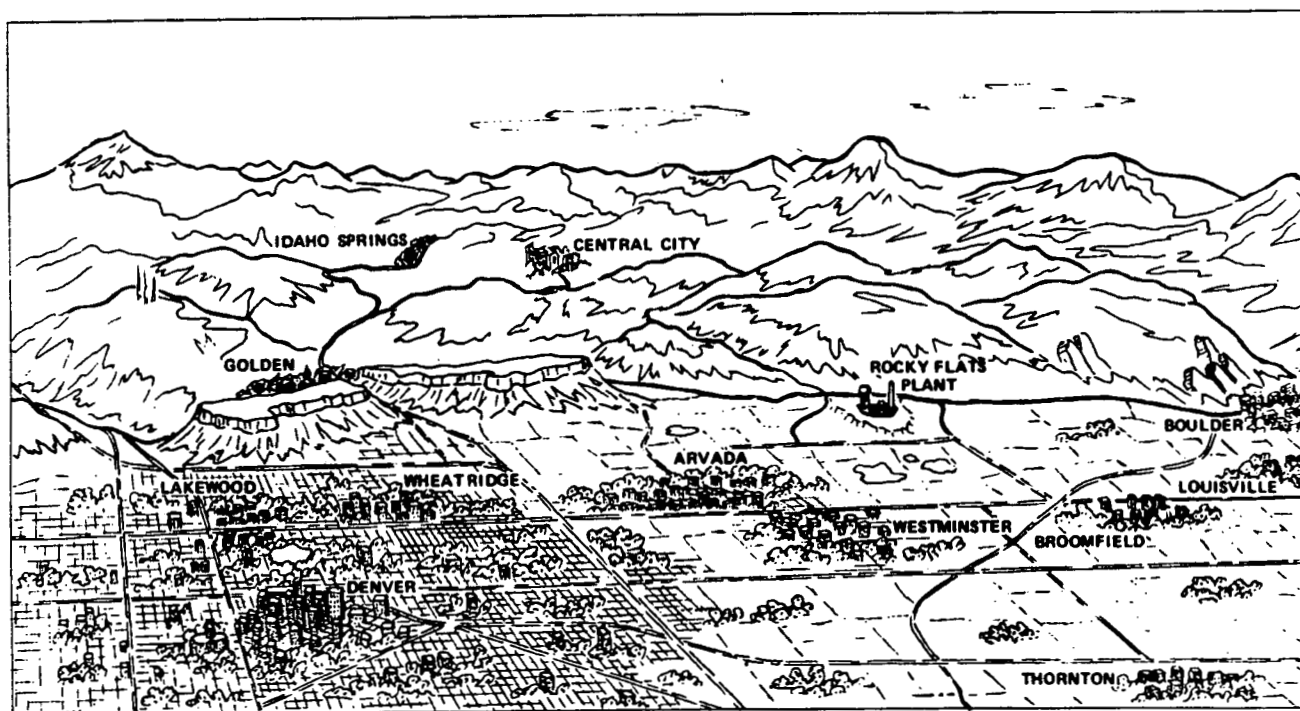 IDAHO SPRINGS
CENTRAL CITY
GOLDEN
ROCKY FLATS
PLANT
BOULDER
ARVADA
LAKEWOOD
WHEATRIDGE
LOUISVILLE
WESTMINSTER
BROOMFIELD
DENVER
THORNTON